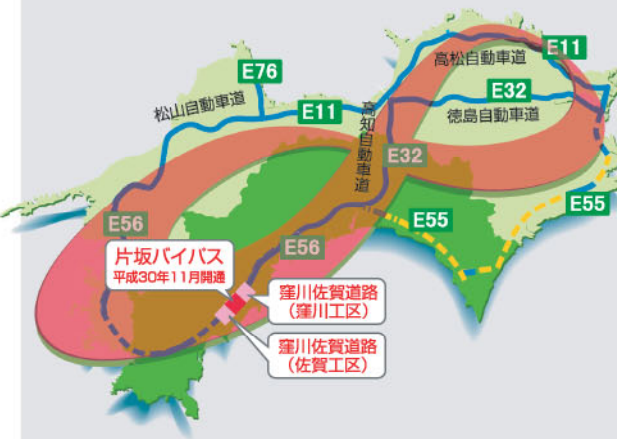 E11
高松自動車道
E76
E32
松山自動車道
E11
徳島自動車道
高知自動車道
E32
E55
E56
E55
E56
片坂バイパス
平成30年11月開通
窪川佐賀道路
(窪川工区)
窪川佐賀道路
(佐賀工区)